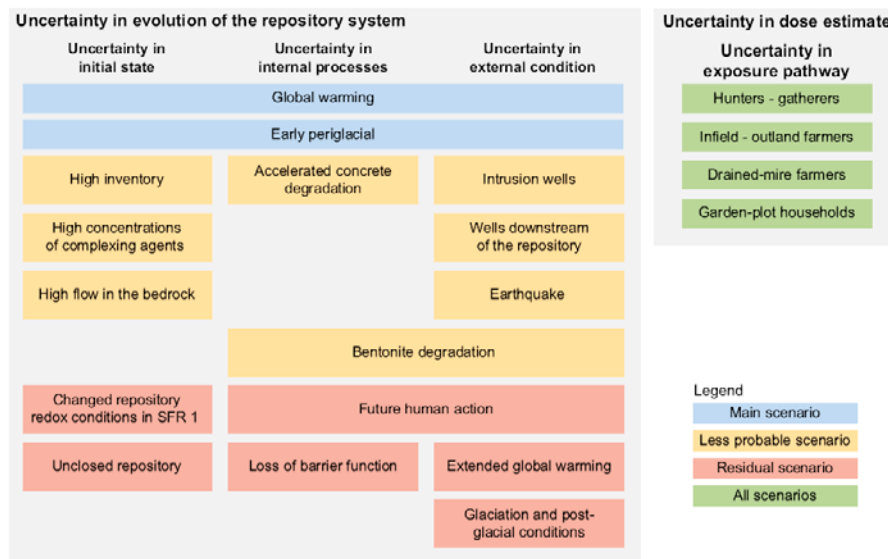 Uncertainty in evolution of the repository system
Uncertainty in
initial state
Uncertainty in
internal processes
Uncertainty in
external condition
Global warming
Early periglacial
High inventory
Accelerated concrete
degradation
Intrusion wells
High concentrations
of complexing agents
Wells downstream
of the repository
High flow in the bedrock
Earthquake
Bentonite degradation
Changed repository
redox conditions in SFR 1
Future human action
Unclosed repository
Loss of barrier function
Extended global warming
Glaciation and post-
glacial conditions
Uncertainty in dose estimate
Uncertainty in
exposure pathway
Hunters - gatherers
Infield - outland farmers
Drained-mire farmers
Garden-plot households
Legend
Main scenario
Less probable scenario
Residual scenario
All scenarios